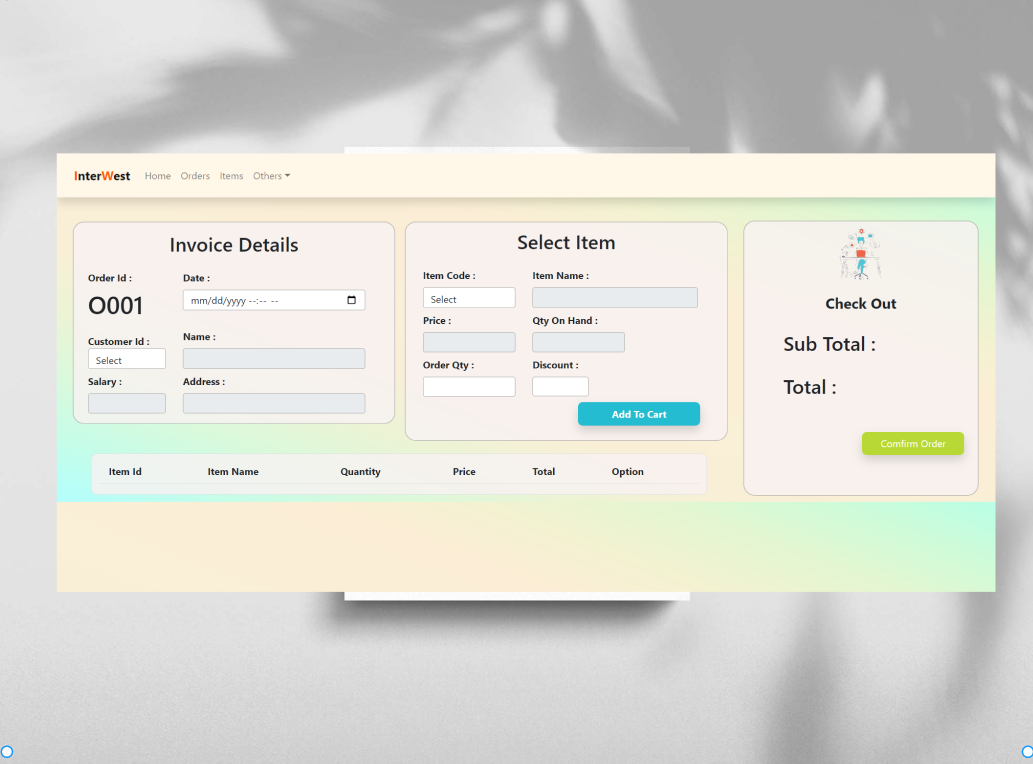 InterWest Home Orders Items Others
Invoice Details
Order Id :
Date :
O001
mm/dd/yyyy --:-- --
Customer Id :
Name :
Select
Salary :
Address :
Select Item
Item Code :
Item Name :
Select
Price :
Qty On Hand :
Order Qty :
Discount :
Add To Cart
Check Out
Sub Total :
Total :
Comfirm Order
Item Id Item Name Quantity Price Total Option